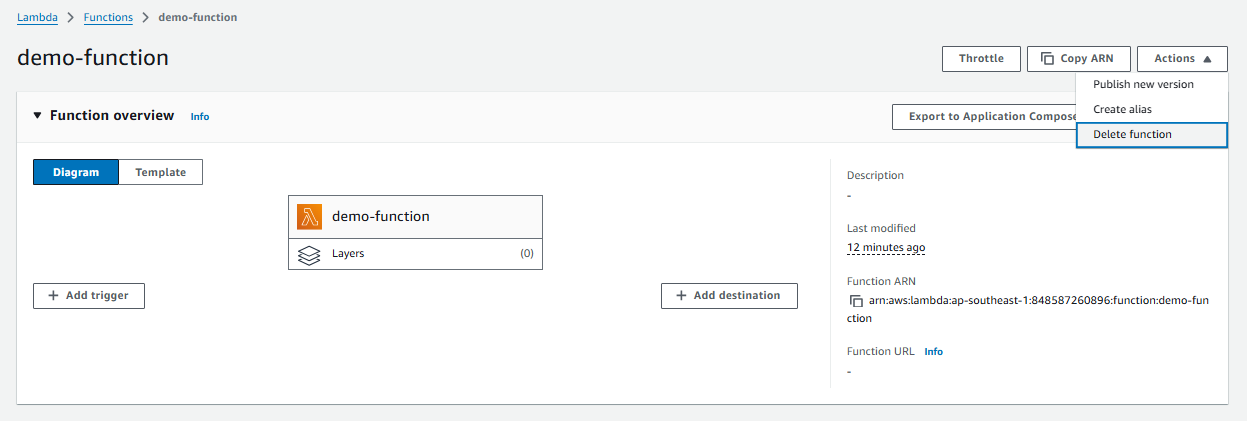 Lambda > Functions > demo-function
demo-function
Throttle
Copy ARN
Actions
Publish new version
Create alias
Delete function
Function overview Info
Export to Application Compose
Diagram
Template
demo-function
Layers (0)
Add trigger
Add destination
Description
-
Last modified
12 minutes ago
Function ARN
arn:aws:lambda:ap-southeast-1:848587260896:function:demo-fun
ction
Function URL Info
-